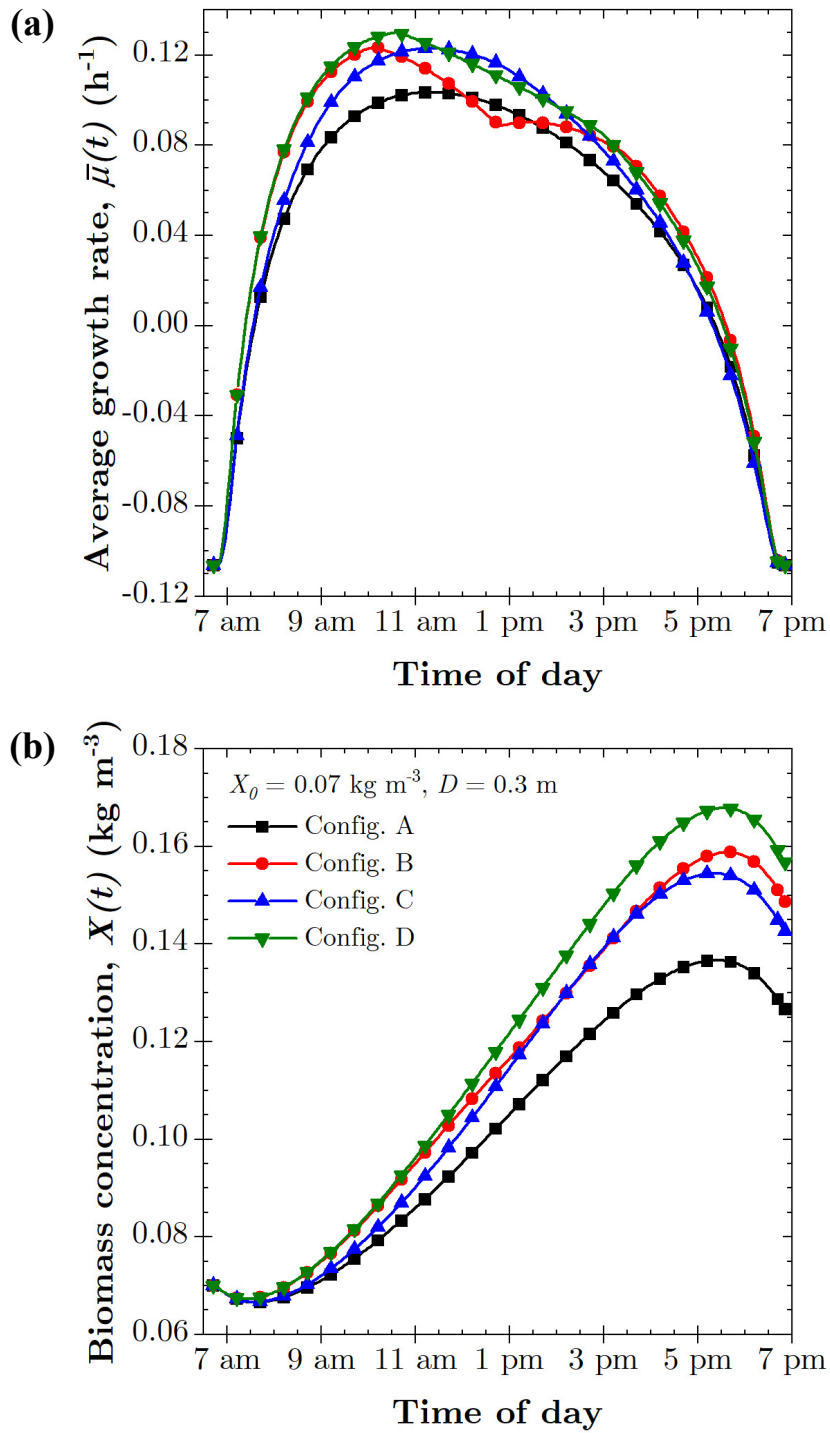 (a)
Average growth rate, μ̄(t) (h⁻¹)
0.12
0.08
0.04
0.00
-0.04
-0.08
-0.12
7 am 9 am 11 am 1 pm 3 pm 5 pm 7 pm
Time of day
(b)
Biomass concentration, X(t) (kg m⁻³)
0.18
0.16
0.14
0.12
0.10
0.08
0.06
X₀ = 0.07 kg m⁻³, D = 0.3 m
Config. A
Config. B
Config. C
Config. D
7 am 9 am 11 am 1 pm 3 pm 5 pm 7 pm
Time of day